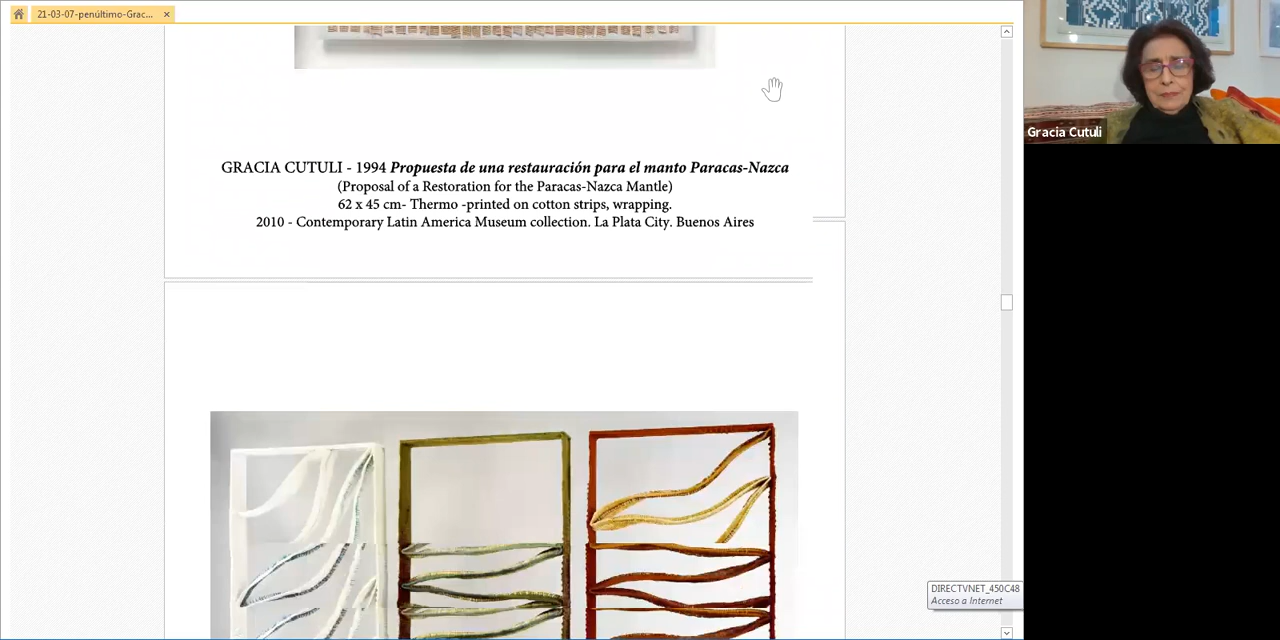 21-03-07-penúltimo-Grac...
GRACIA CUTULI - 1994 Propuesta de una restauración para el manto Paracas-Nazca
(Proposal of a Restoration for the Paracas-Nazca Mantle)
62 x 45 cm- Thermo -printed on cotton strips, wrapping.
2010 - Contemporary Latin America Museum collection. La Plata City. Buenos Aires
Gracia Cutuli
DIRECTVNET_450C48
Acceso a Internet